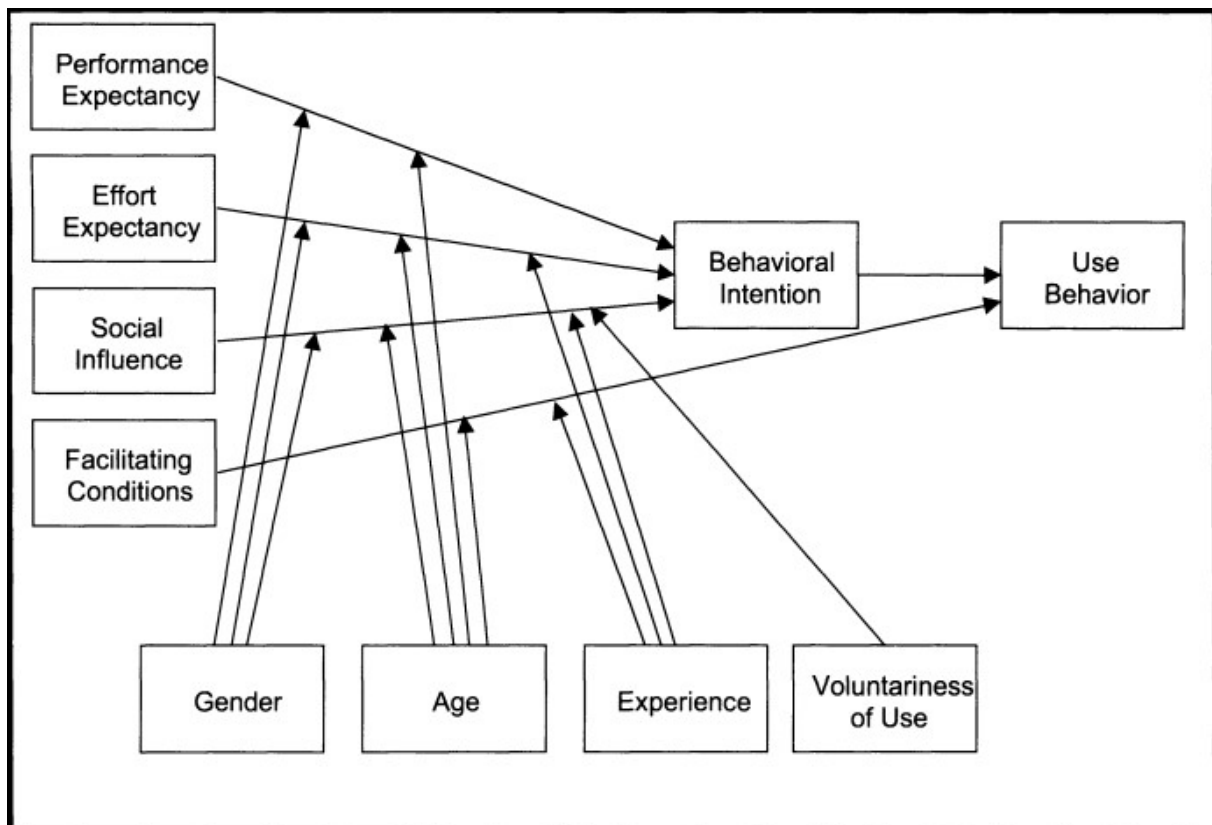 Performance
Expectancy
Effort
Expectancy
Social
Influence
Facilitating
Conditions
Behavioral
Intention
Use
Behavior
Gender
Age
Experience
Voluntariness
of Use